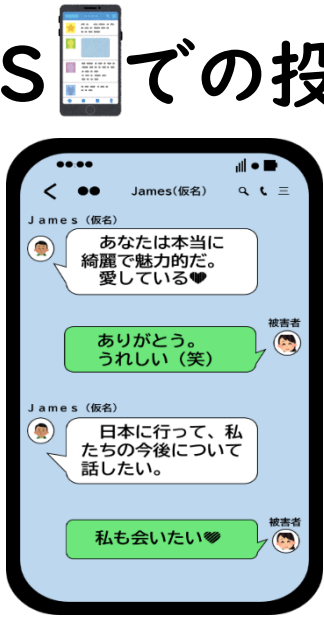 Sでの投
James(仮名)
James(仮名)
あなたは本当に
綺麗で魅力的だ。
愛している♥
被害者
ありがとう。
うれしい(笑)
James(仮名)
日本に行って、私
たちの今後について
話したい。
被害者
私も会いたい♥